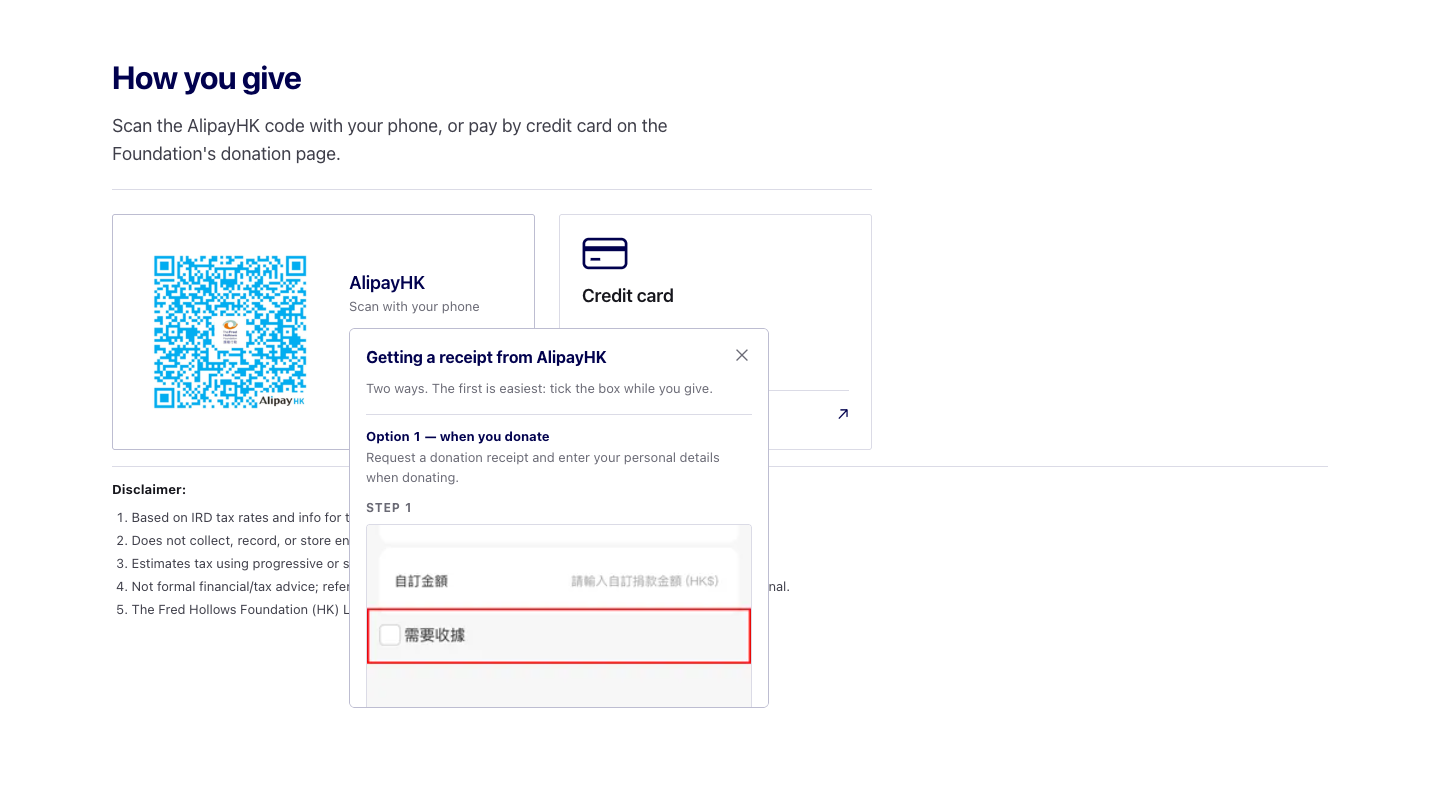 How you give
Scan the AlipayHK code with your phone, or pay by credit card on the
Foundation's donation page.
AlipayHK
Scan with your phone
Alipay HK
Credit card
Getting a receipt from AlipayHK
Two ways. The first is easiest: tick the box while you give.
Option 1 — when you donate
Request a donation receipt and enter your personal details
when donating.
STEP 1
自訂金額 請輸入自訂捐款金額 (HK$)
需要收據
Disclaimer:
1. Based on IRD tax rates and info for
2. Does not collect, record, or store
3. Estimates tax using progressive or
4. Not formal financial/tax advice;
5. The Fred Hollows Foundation (HK)